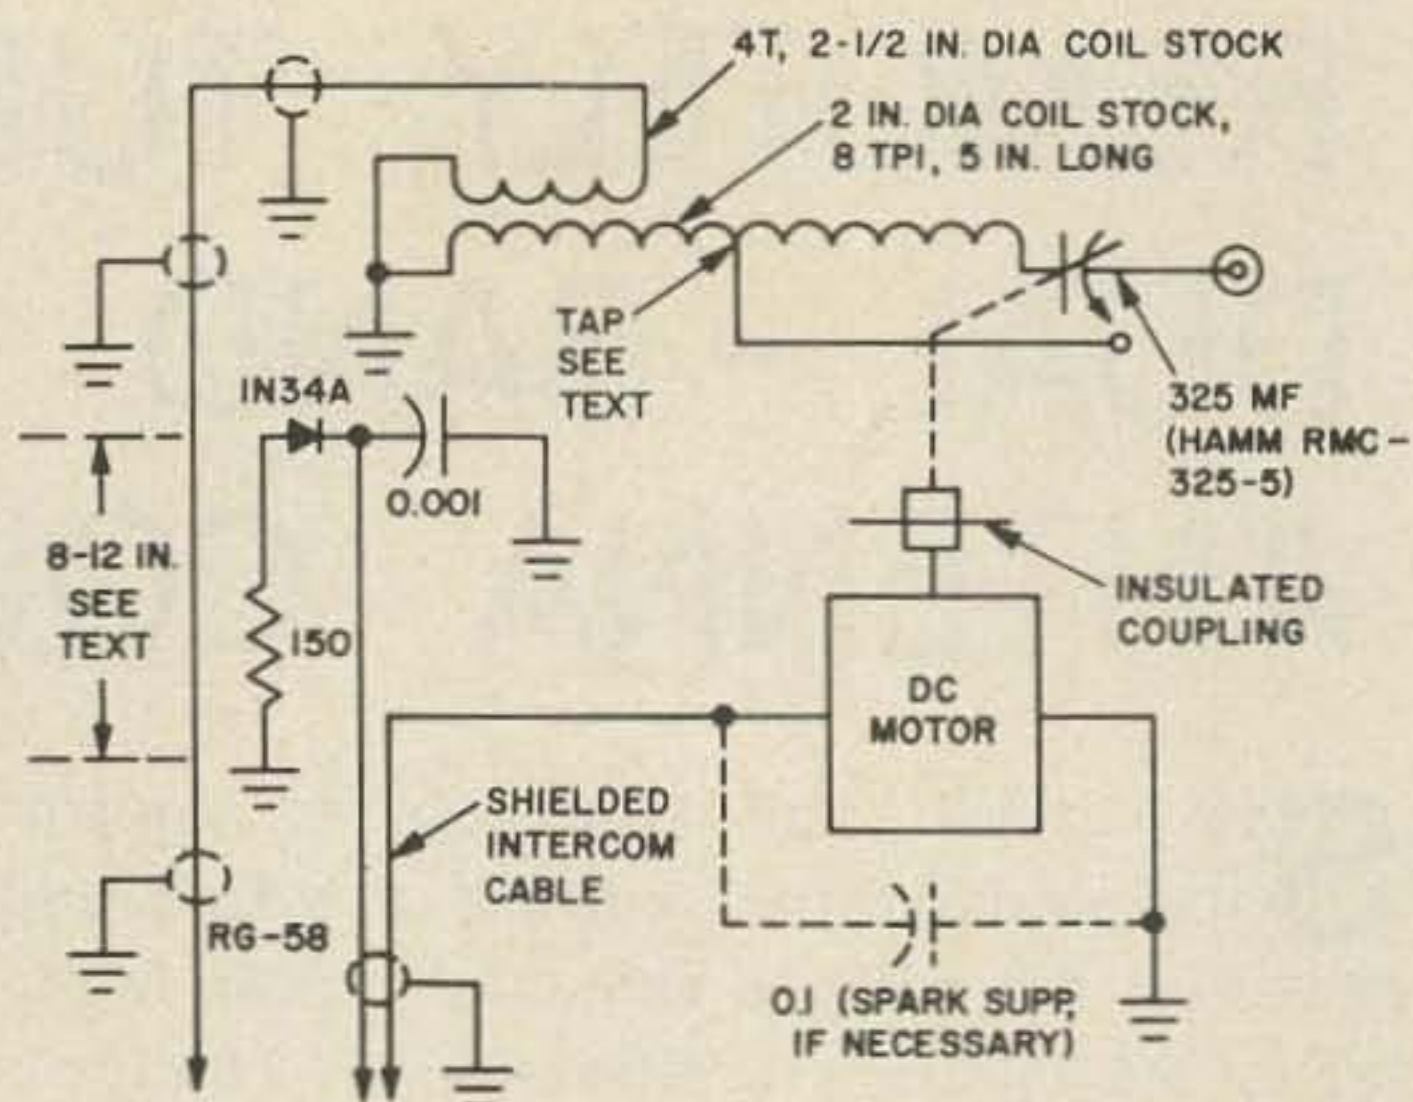 4T, 2-1/2 IN. DIA COIL STOCK
2 IN. DIA COIL STOCK,
8 TPI, 5 IN. LONG
TAP
SEE
TEXT
1N34A
0.001
325 MF
(HAMM RMC-
325-5)
8-12 IN.
SEE
TEXT
150
INSULATED
COUPLING
DC
MOTOR
SHIELDED
INTERCOM
CABLE
RG-58
0.1 (SPARK SUPP,
IF NECESSARY)